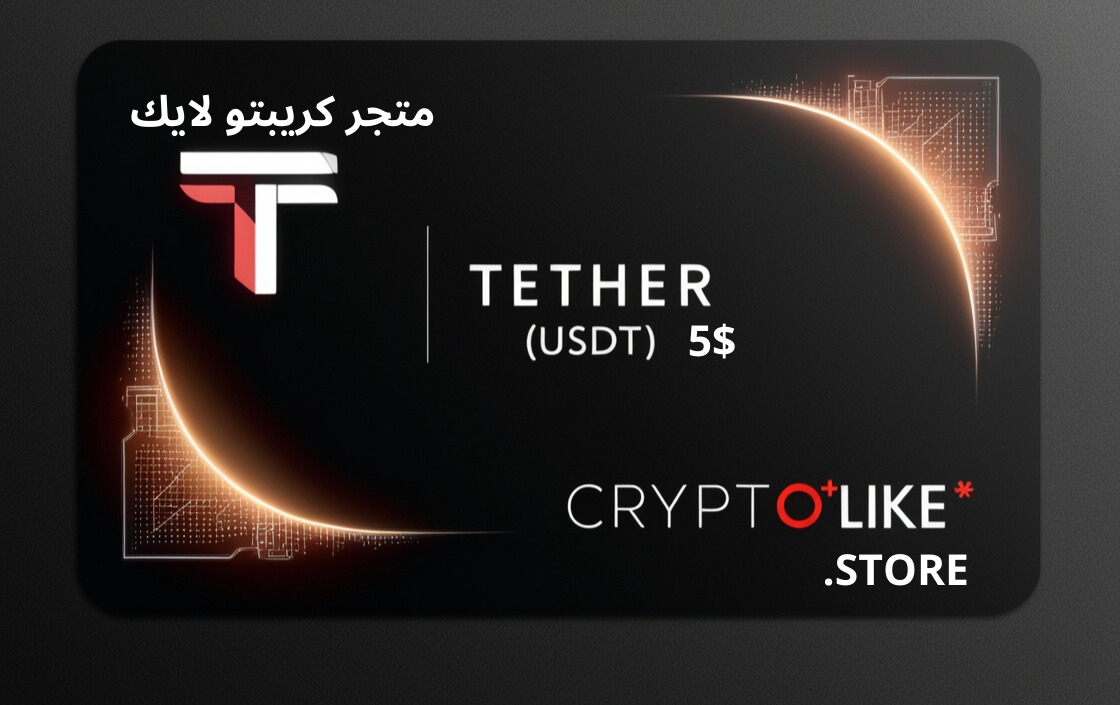 متجر كريبتو لايك
TETHER
(USDT) 5$
CRYPTO+LIKE*
.STORE